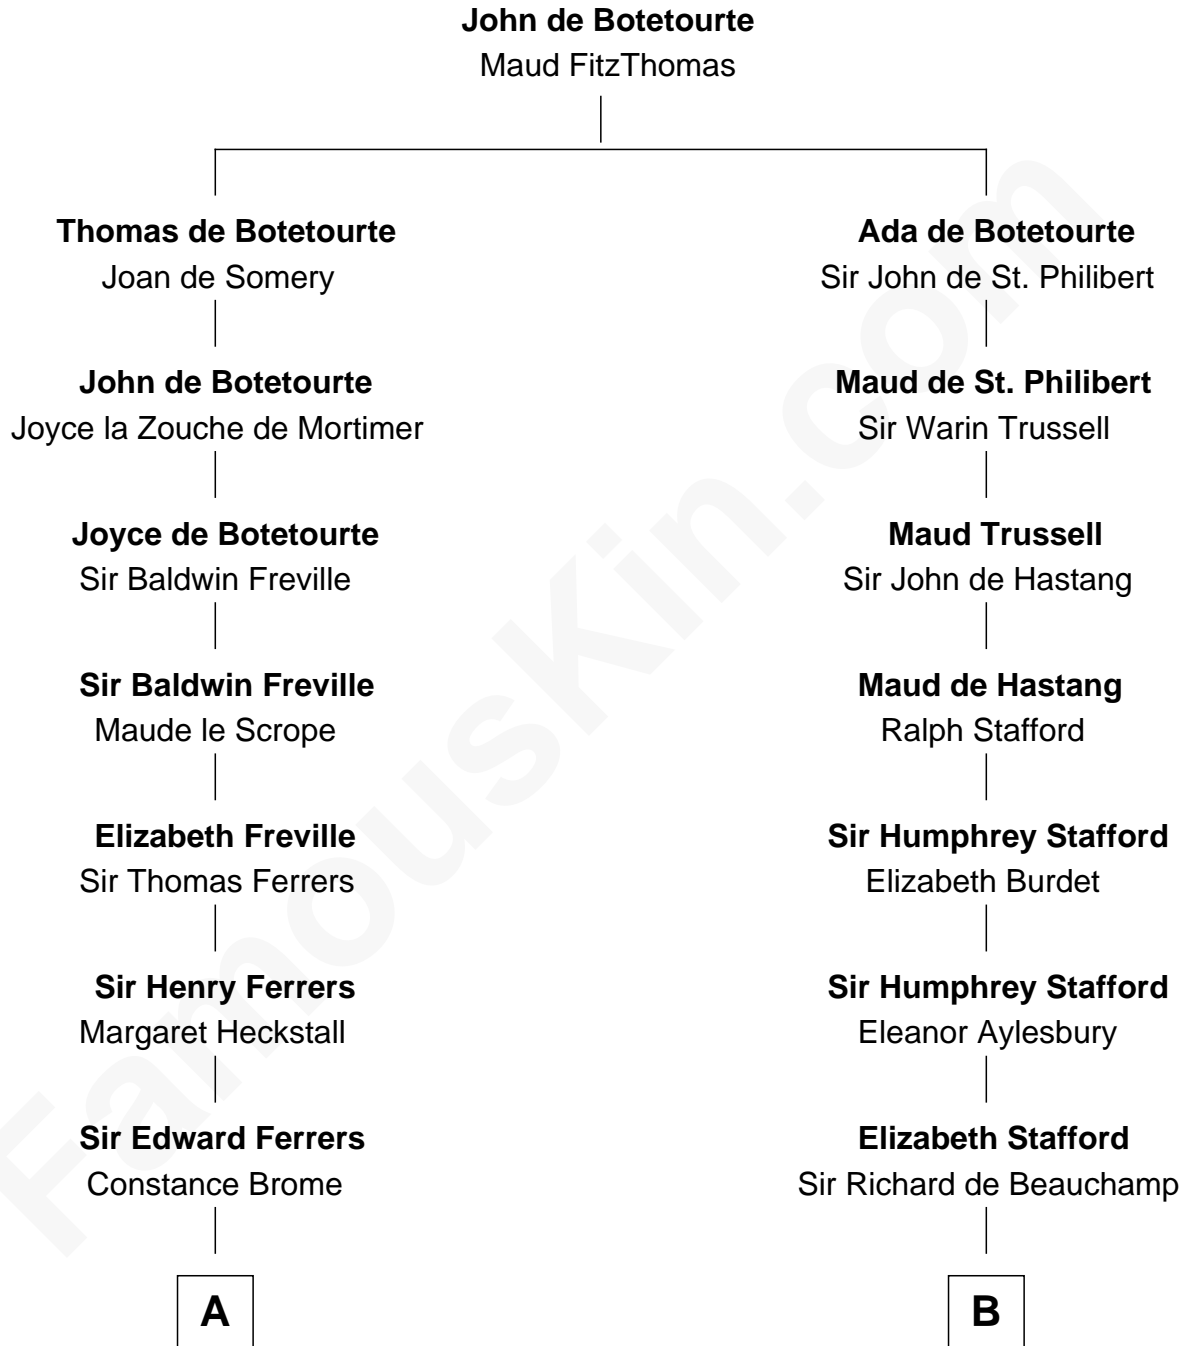 John de Botetourte
Maud FitzThomas
Thomas de Botetourte
Joan de Somery
John de Botetourte
Joyce la Zouche de Mortimer
Joyce de Botetourte
Sir Baldwin Freville
Sir Baldwin Freville
Maude le Scrope
Elizabeth Freville
Sir Thomas Ferrers
Sir Henry Ferrers
Margaret Heckstall
Sir Edward Ferrers
Constance Brome
A
Ada de Botetourte
Sir John de St. Philibert
Maud de St. Philibert
Sir Warin Trussell
Maud Trussell
Sir John de Hastang
Maud de Hastang
Ralph Stafford
Sir Humphrey Stafford
Elizabeth Burdet
Sir Humphrey Stafford
Eleanor Aylesbury
Elizabeth Stafford
Sir Richard de Beauchamp
B
FamousKin.com